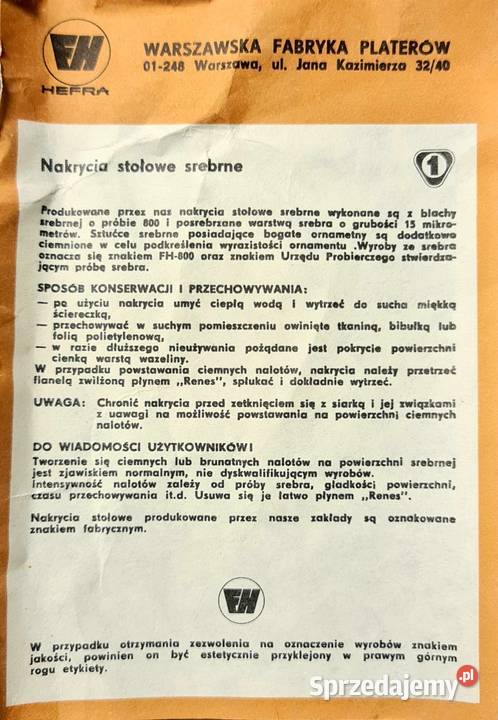 FH
HEFRA
WARSZAWSKA FABRYKA PLATERÓW
01-248 Warszawa, ul. Jana Kazimierza 32/40
Nakrycia stołowe srebrne
1
Produkowane przez nas nakrycia stołowe srebrne wykonane są z blachy
srebrnej o próbie 800 i posrebrzane warstwą srebra o grubości 15 mikro-
metrów. Sztućce srebrne posiadające bogate ornametny są dodatkowo
ciemnione w celu podkreślenia wyrazistości ornamentu .Wyroby ze srebra
oznacza się znakiem FH-800 oraz znakiem Urzędu Probierczego stwierdza-
jącym próbę srebra.
SPOSÓB KONSERWACJI I PRZECHOWYWANIA:
— po użyciu nakrycia umyć ciepłą wodą i wytrzeć do sucha miękką
ściereczką,
— przechowywać w suchym pomieszczeniu owinięte tkaniną, bibułką lub
folią polietylenową,
— w razie dłuższego nieużywania pożądane jest pokrycie powierzchni
cienką warstą wazeliny.
W przypadku powstawania ciemnych nalotów, nakrycia należy przetrzeć
flanelą zwilżoną płynem „Renes", spłukać i dokładnie wytrzeć.
UWAGA: Chronić nakrycia przed zetknięciem się z siarką i jej związkami
z uawagi na możliwość powstawania na powierzchni ciemnych
nalotów.
DO WIADOMOŚCI UŻYTKOWNIKÓW!
Tworzenie się ciemnych lub brunatnych nalotów na powierzchni srebrnej
jest zjawiskiem normalnym, nie dyskwalifikującym wyrobów.
Intensywność nalotów zależy od próby srebra, gładkości powierzchni,
czasu przechowywania it.d. Usuwa się je łatwo płynem „Renes".
Nakrycia stołowe produkowane przez nasze zakłady są oznakowane
znakiem fabrycznym.
FH
W przypadku otrzymania zezwolenia na oznaczenie wyrobów znakiem
jakości, powinien on być estetycznie przyklejony w prawym górnym
rogu etykiety.
Sprzedajemy.pl